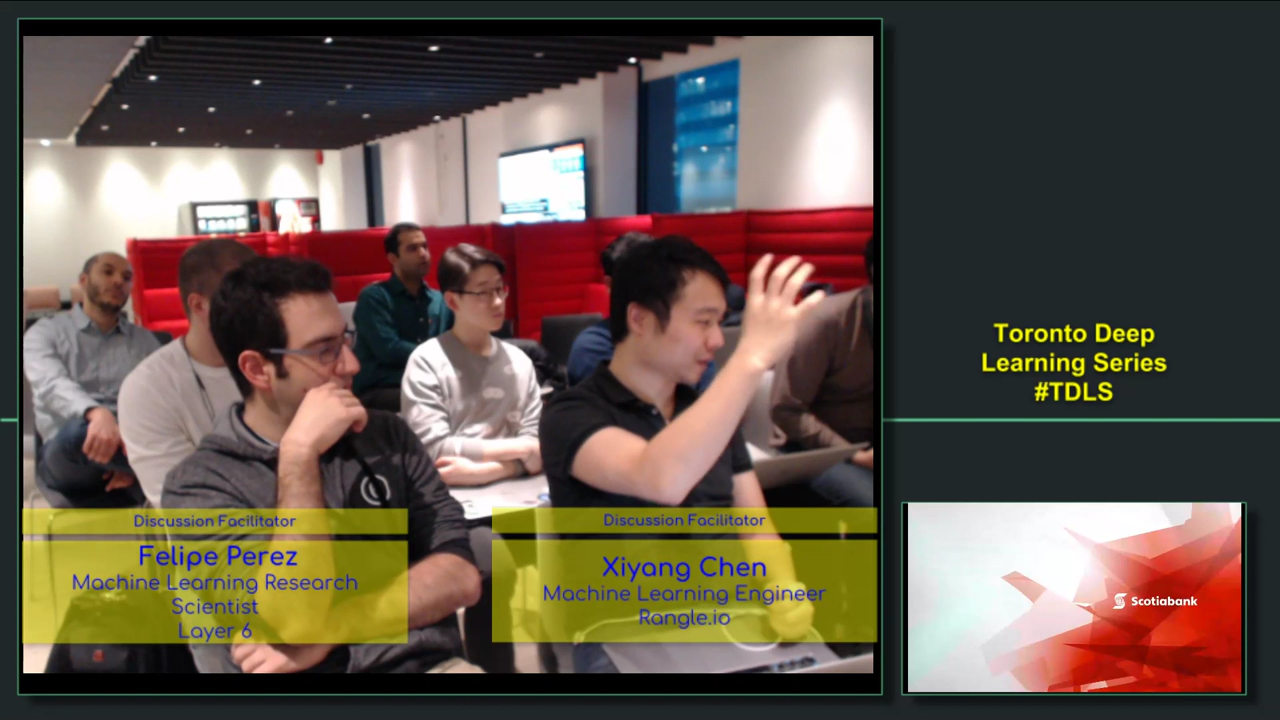 Discussion Facilitator
Felipe Perez
Machine Learning Research
Scientist
Layer 6
Discussion Facilitator
Xiyang Chen
Machine Learning Engineer
Rangle.io
Toronto Deep
Learning Series
#TDLS
Scotiabank